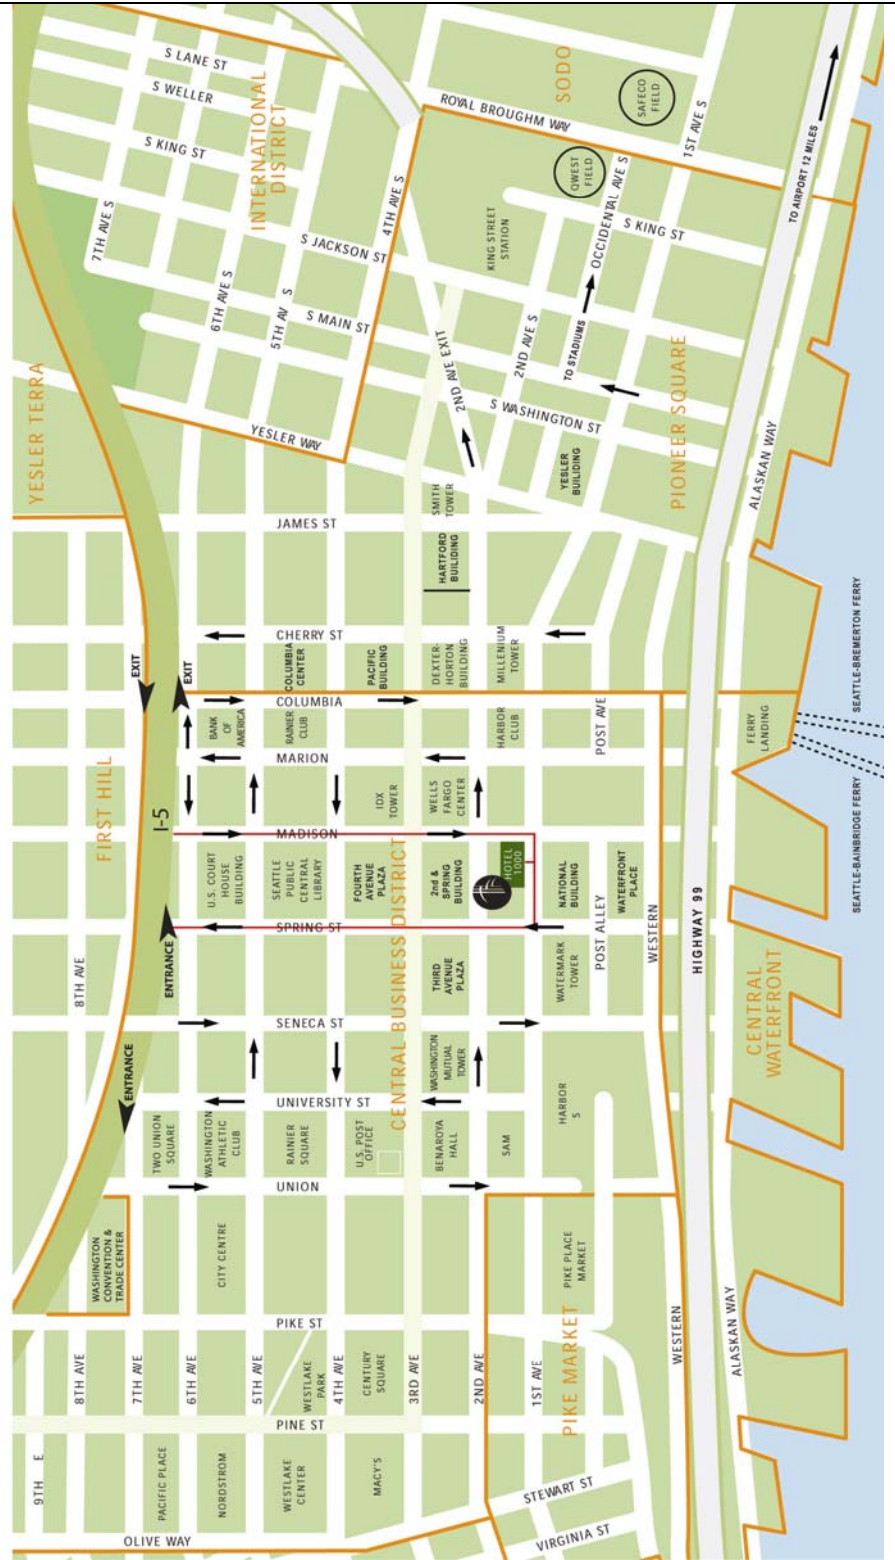 S LANE ST
S WELLER
S KING ST
INTERNATIONAL
DISTRICT
7TH AVE S
6TH AVE S
5TH AV S
4TH AVE S
S JACKSON ST
S MAIN ST
SODO
ROYAL BROUGHM WAY
SAFECO
FIELD
QWEST
FIELD
1ST AVE S
TO AIRPORT 12 MILES
KING STREET
STATION
OCCIDENTAL AVE S
S KING ST
2ND AVE EXIT
2ND AVE S
TO STADIUMS
S WASHINGTON ST
PIONEER SQUARE
YESLER TERRA
YESLER WAY
YESLER
BUILIDING
ALASKAN WAY
SMITH
TOWER
JAMES ST
HARTFORD
BUILIDING
EXIT
EXIT
CHERRY ST
COLUMBIA
CENTER
PACIFIC
BUILDING
DEXTER-
HORTON
BUILDING
MILLENIUM
TOWER
COLUMBIA
BANK
OF
AMERICA
RAINIER
CLUB
HARBOR
CLUB
POST AVE
FERRY
LANDING
SEATTLE-BREMERTON FERRY
SEATTLE-BAINBRIDGE FERRY
MARION
FIRST HILL
I-5
IDX
TOWER
WELLS
FARGO
CENTER
MADISON
U.S. COURT
HOUSE
BUILDING
SEATTLE
PUBLIC
CENTRAL
LIBRARY
FOURTH
AVENUE
PLAZA
2nd &
SPRING
BUILDING
HOTEL
1000
NATIONAL
BUILDING
WATERFRONT
PLACE
CENTRAL BUSINESS DISTRICT
SPRING ST
POST ALLEY
WESTERN
HIGHWAY 99
8TH AVE
ENTRANCE
ENTRANCE
THIRD
AVENUE
PLAZA
WATERMARK
TOWER
CENTRAL
WATERFRONT
SENECA ST
WASHINGTON
MUTUAL
TOWER
UNIVERSITY ST
HARBOR
S
TWO UNION
SQUARE
WASHINGTON
ATHLETIC
CLUB
RAINIER
SQUARE
U.S. POST
OFFICE
BENAROYA
HALL
SAM
UNION
WASHINGTON
CONVENTION &
TRADE CENTER
CITY CENTRE
PIKE PLACE
MARKET
PIKE ST
PIKE MARKET
WESTERN
ALASKAN WAY
8TH AVE
7TH AVE
6TH AVE
5TH AVE
WESTLAKE
PARK
4TH AVE
CENTURY
SQUARE
3RD AVE
2ND AVE
1ST AVE
PINE ST
9TH E
PACIFIC PLACE
NORDSTROM
WESTLAKE
CENTER
MACY'S
STEWART ST
VIRGINIA ST
OLIVE WAY